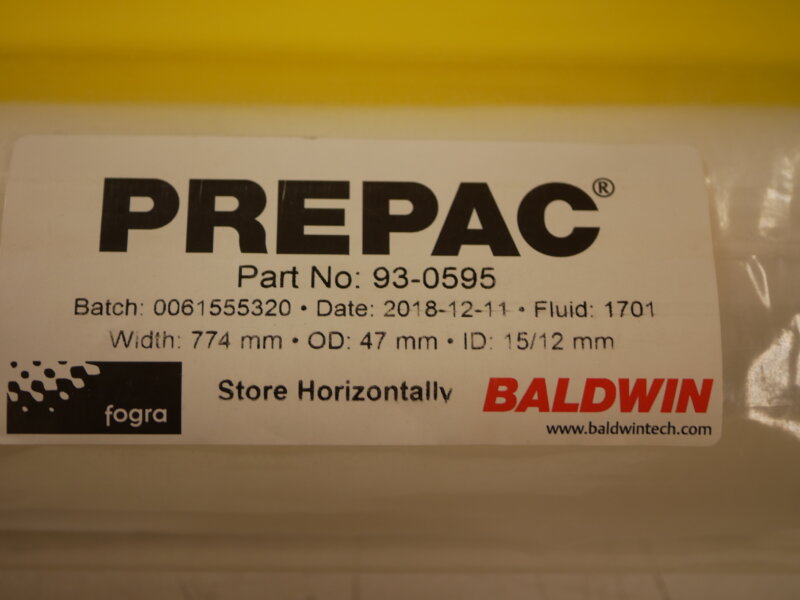 PREPAC®
Part No: 93-0595
Batch: 0061555320 • Date: 2018-12-11 • Fluid: 1701
Width: 774 mm • OD: 47 mm • ID: 15/12 mm
fogra
Store Horizontally
BALDWIN
www.baldwintech.com